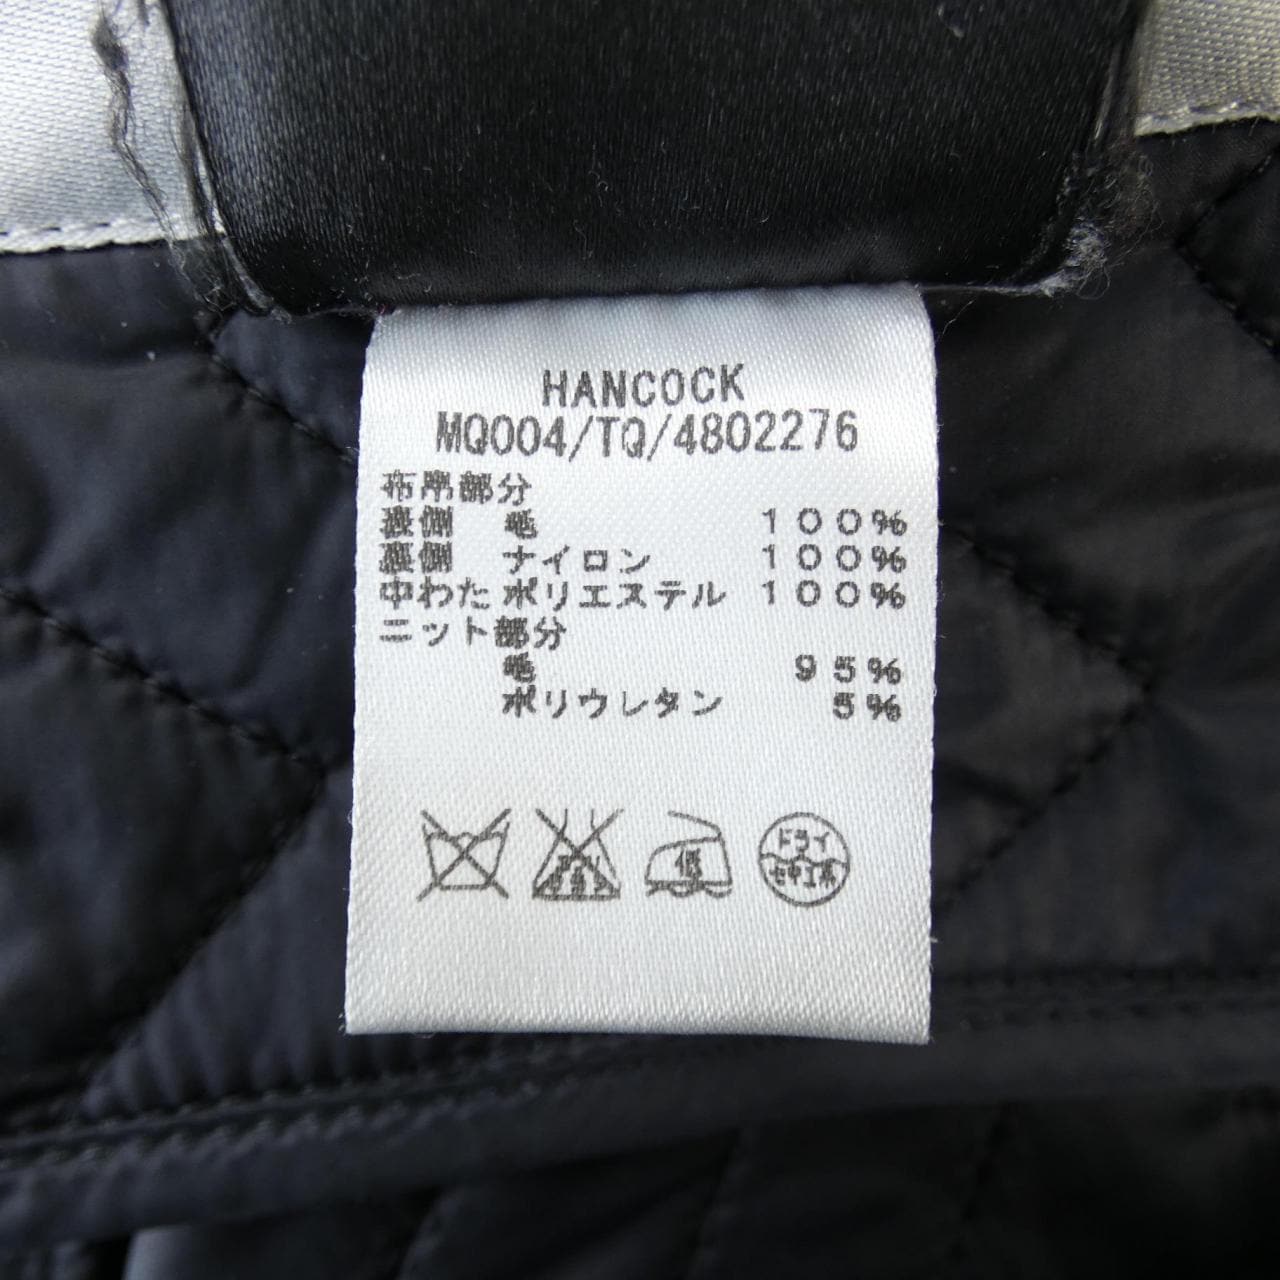 HANCOCK
MQ004/TQ/4802276
布帛部分
表側 毛 100%
裏側 ナイロン 100%
中わた ポリエステル 100%
ニット部分
毛 95%
ポリウレタン 5%
ドライ